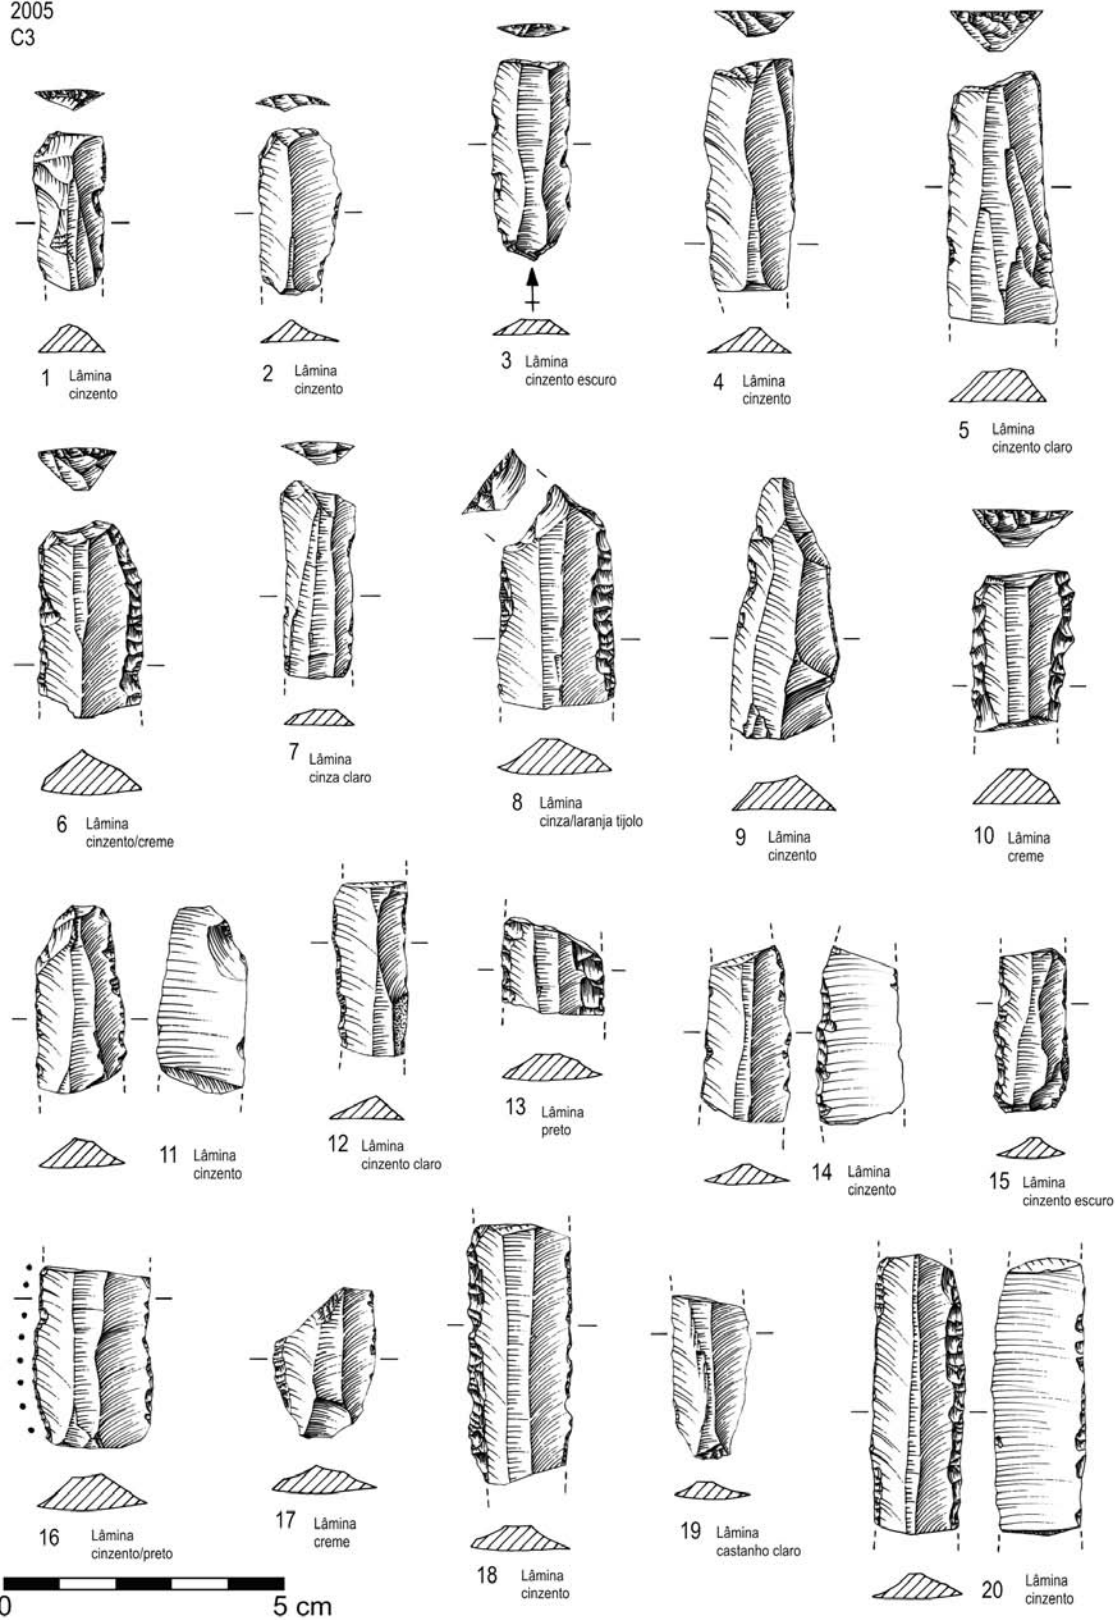 2005
C3
1 Lâmina
cinzento
2 Lâmina
cinzento
3 Lâmina
cinzento escuro
4 Lâmina
cinzento
5 Lâmina
cinzento claro
6 Lâmina
cinzento/creme
7 Lâmina
cinza claro
8 Lâmina
cinza/laranja tijolo
9 Lâmina
cinzento
10 Lâmina
creme
11 Lâmina
cinzento
12 Lâmina
cinzento claro
13 Lâmina
preto
14 Lâmina
cinzento
15 Lâmina
cinzento escuro
16 Lâmina
cinzento/preto
17 Lâmina
creme
18 Lâmina
cinzento
19 Lâmina
castanho claro
20 Lâmina
cinzento
0 5 cm